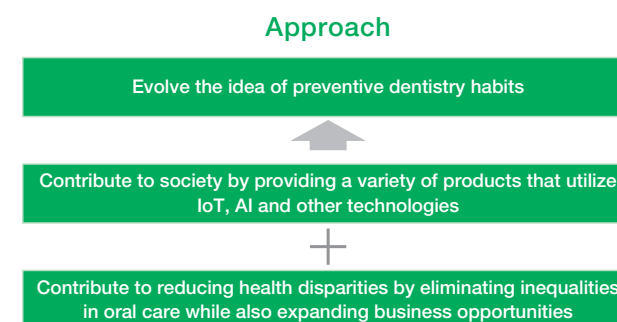 Approach
Evolve the idea of preventive dentistry habits
Contribute to society by providing a variety of products that utilize
IoT, AI and other technologies
+
Contribute to reducing health disparities by eliminating inequalities
in oral care while also expanding business opportunities